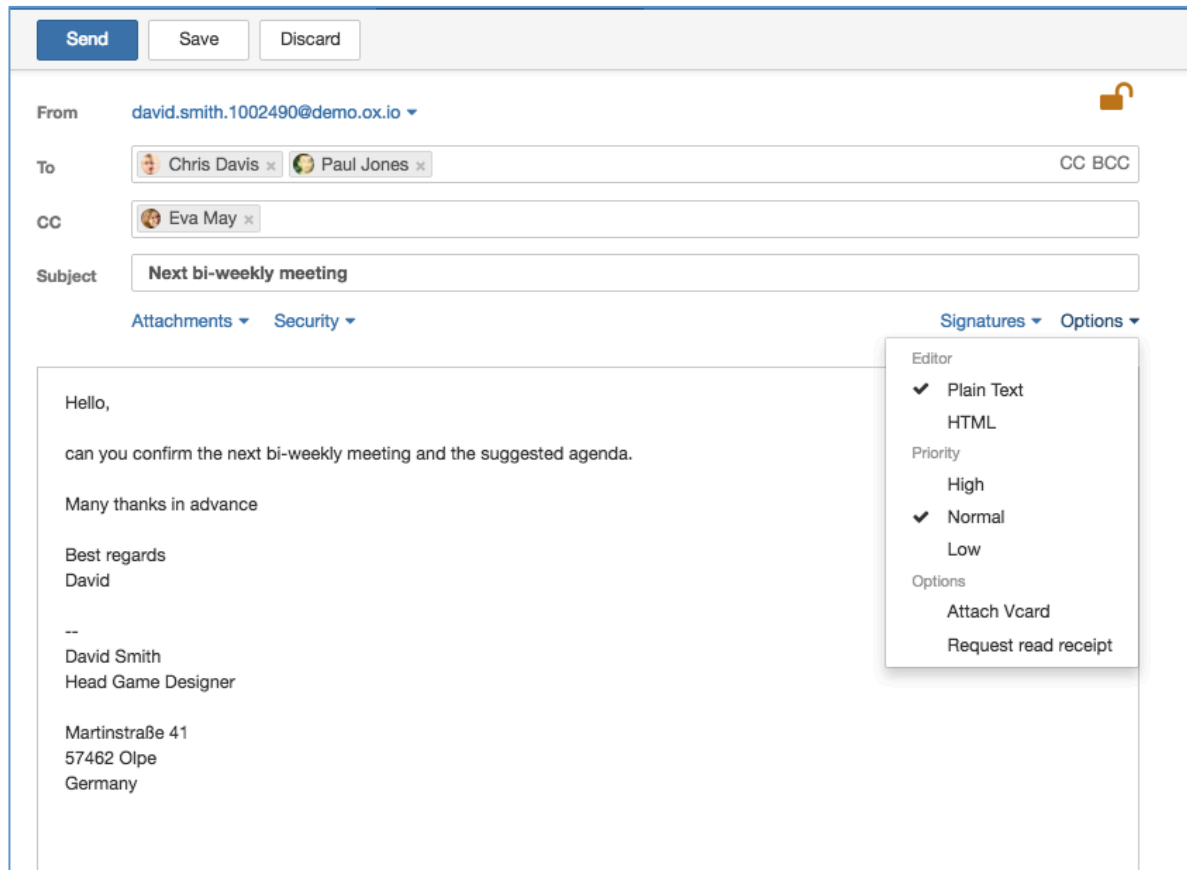 Send Save Discard
From david.smith.1002490@demo.ox.io
To Chris Davis × Paul Jones × CC BCC
CC Eva May ×
Subject Next bi-weekly meeting
Attachments Security Signatures Options
Editor
Plain Text
HTML
Priority
High
Normal
Low
Options
Attach Vcard
Request read receipt
Hello,
can you confirm the next bi-weekly meeting and the suggested agenda.
Many thanks in advance
Best regards
David
--
David Smith
Head Game Designer
Martinstraße 41
57462 Olpe
Germany